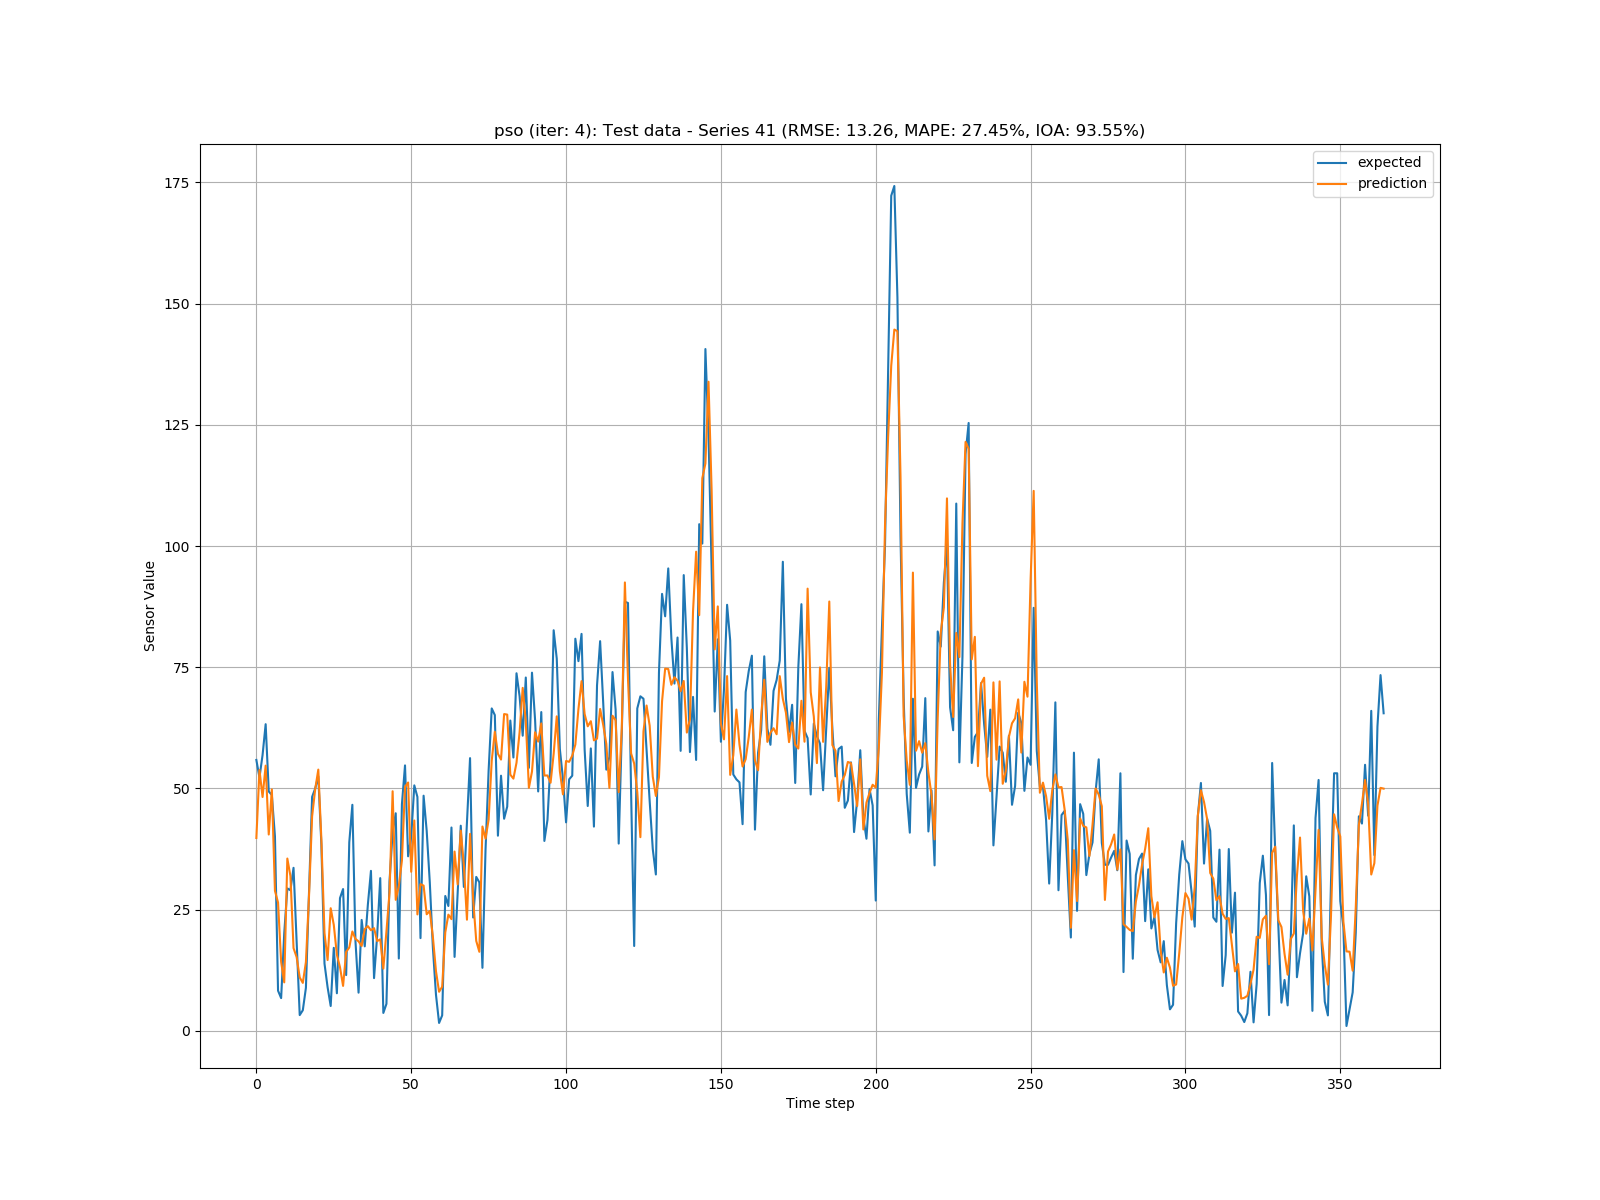 pso (iter: 4): Test data - Series 41 (RMSE: 13.26, MAPE: 27.45%, IOA: 93.55%)
expected
prediction
175
150
125
100
75
50
25
0
Sensor Value
0 50 100 150 200 250 300 350
Time step